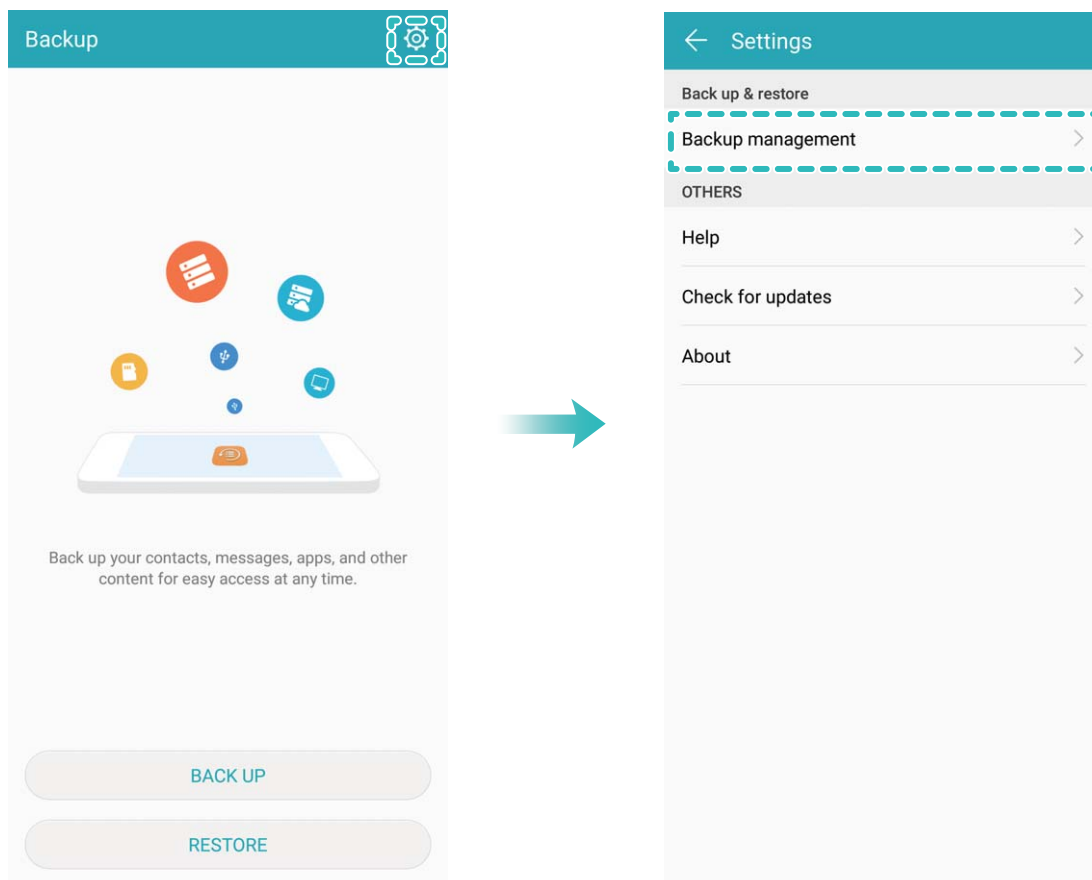 Backup
Back up your contacts, messages, apps, and other
content for easy access at any time.
BACK UP
RESTORE
Settings
Back up & restore
Backup management
OTHERS
Help
Check for updates
About